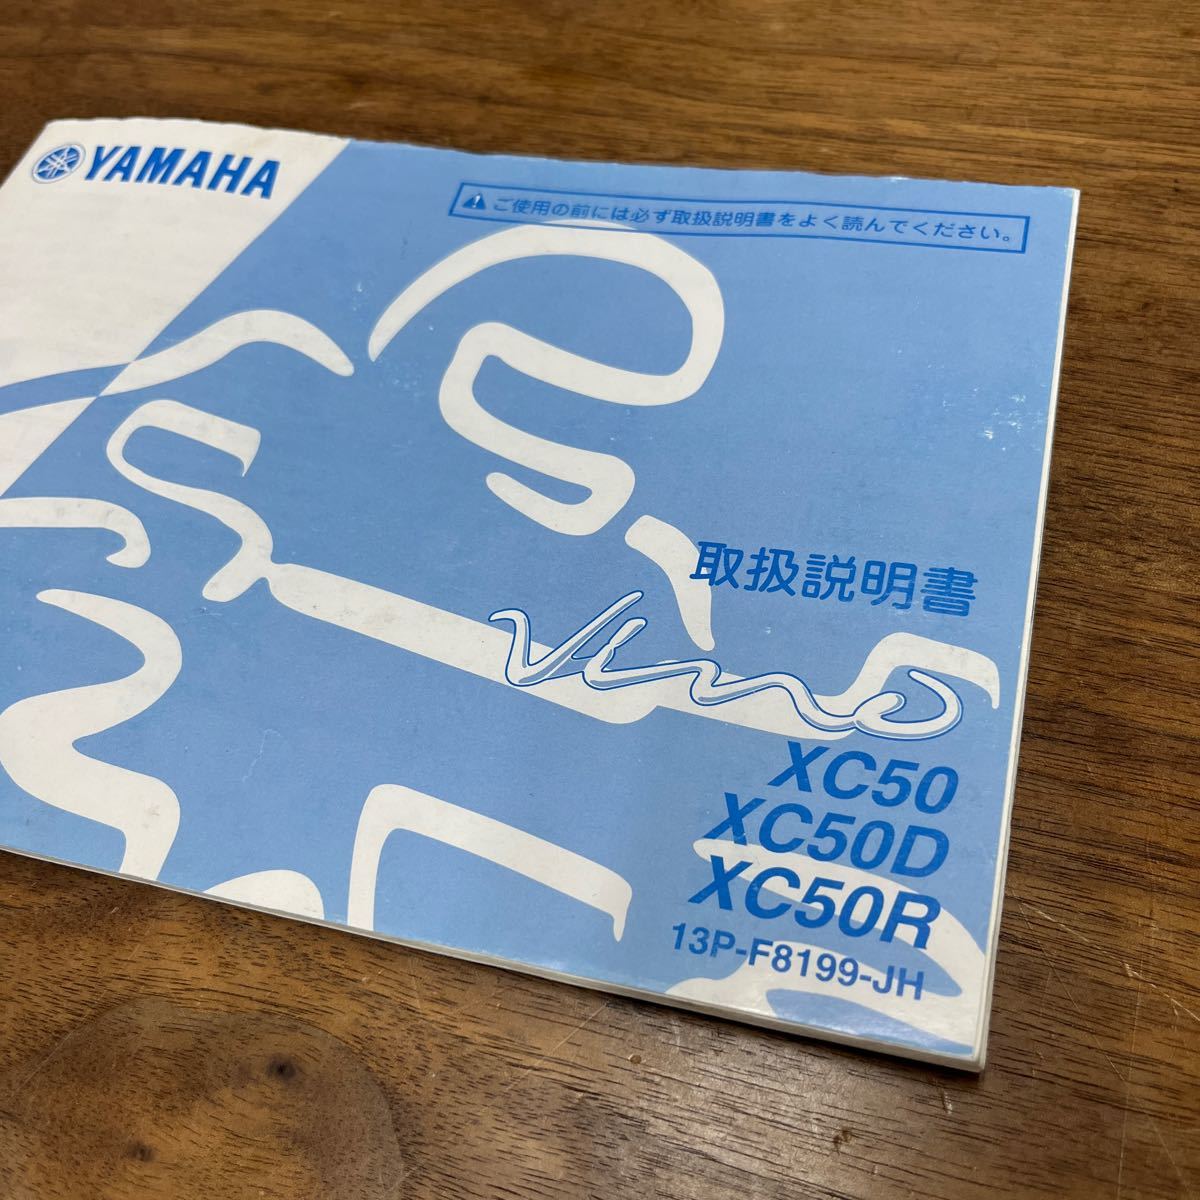 YAMAHA
ご使用の前には必ず取扱説明書をよく読んでください。
取扱説明書
Vino
XC50
XC50D
XC50R
13P-F8199-JH